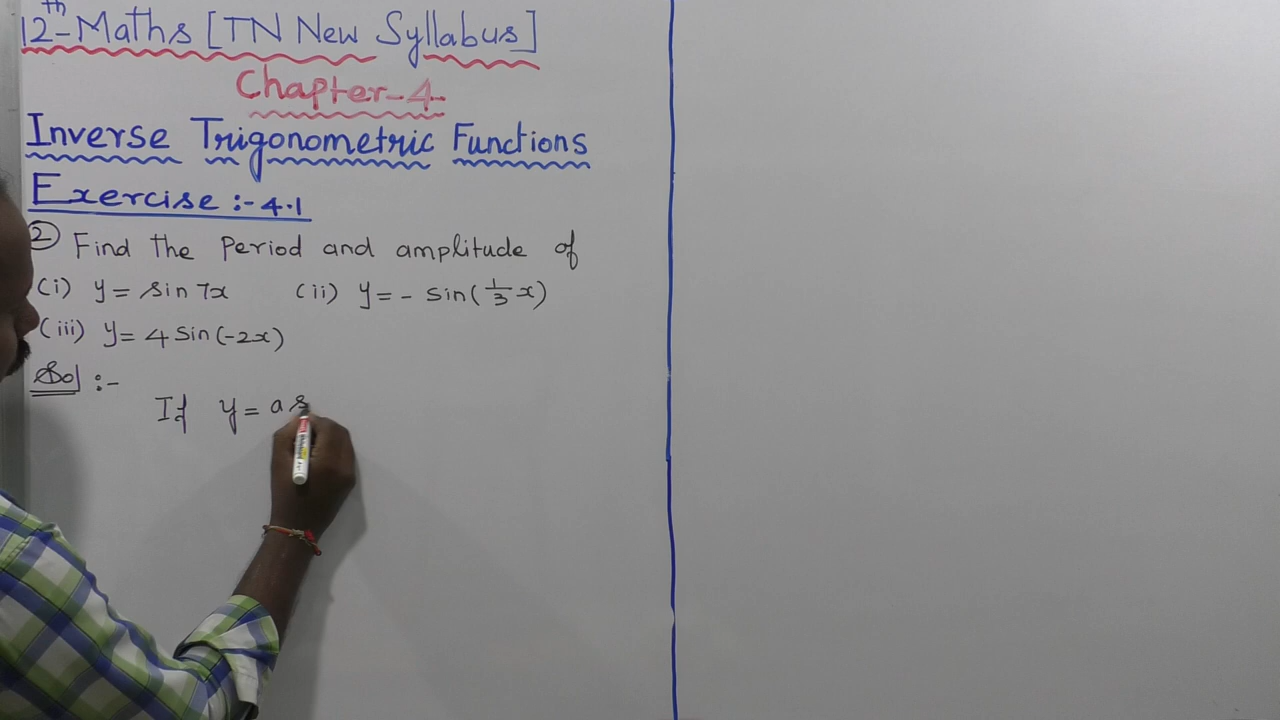 12th-Maths [TN New Syllabus]
Chapter-4
Inverse Trigonometric Functions
Exercise :- 4.1
② Find the Period and amplitude of
(i) y = sin 7x (ii) y = - sin(1/3 x)
(iii) y = 4 sin(-2x)
Sol :-
If y = a s